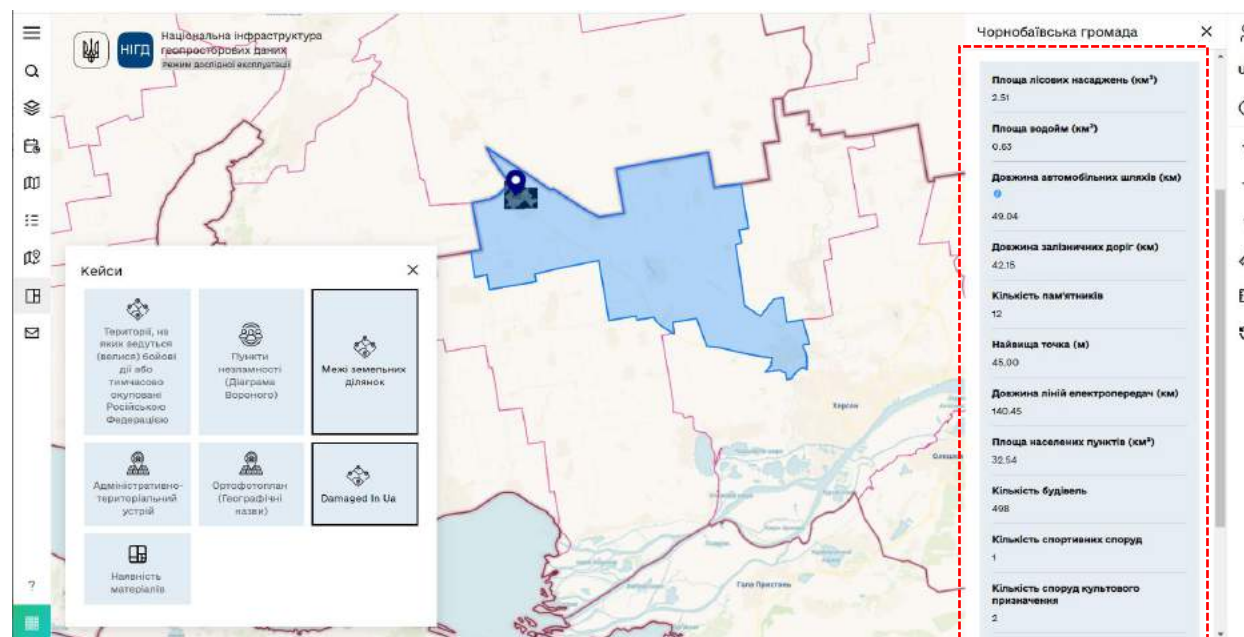 Національна інфраструктура
геопросторових даних
НІГД
Режим дослідної експлуатації
Кейси
Території, на
яких ведуться
(велися) бойові
дії або
тимчасово
окуповані
Російською
Федерацією
Пункти
незламності
(Діаграма
Вороного)
Межі земельних
ділянок
Адміністративно-
територіальний
устрій
Ортофотоплан
(Географічні
назви)
Damaged In Ua
Наявність
матеріалів
?
Херсон
Гола Пристань
Чорнобаївська громада
Площа лісових насаджень (км²)
2.51
Площа водойм (км²)
0.63
Довжина автомобільних шляхів (км)
49.04
Довжина залізничних доріг (км)
42.15
Кількість пам'ятників
12
Найвища точка (м)
45.00
Довжина ліній електропередач (км)
140.45
Площа населених пунктів (км²)
32.54
Кількість будівель
498
Кількість спортивних споруд
1
Кількість споруд культового
призначення
2